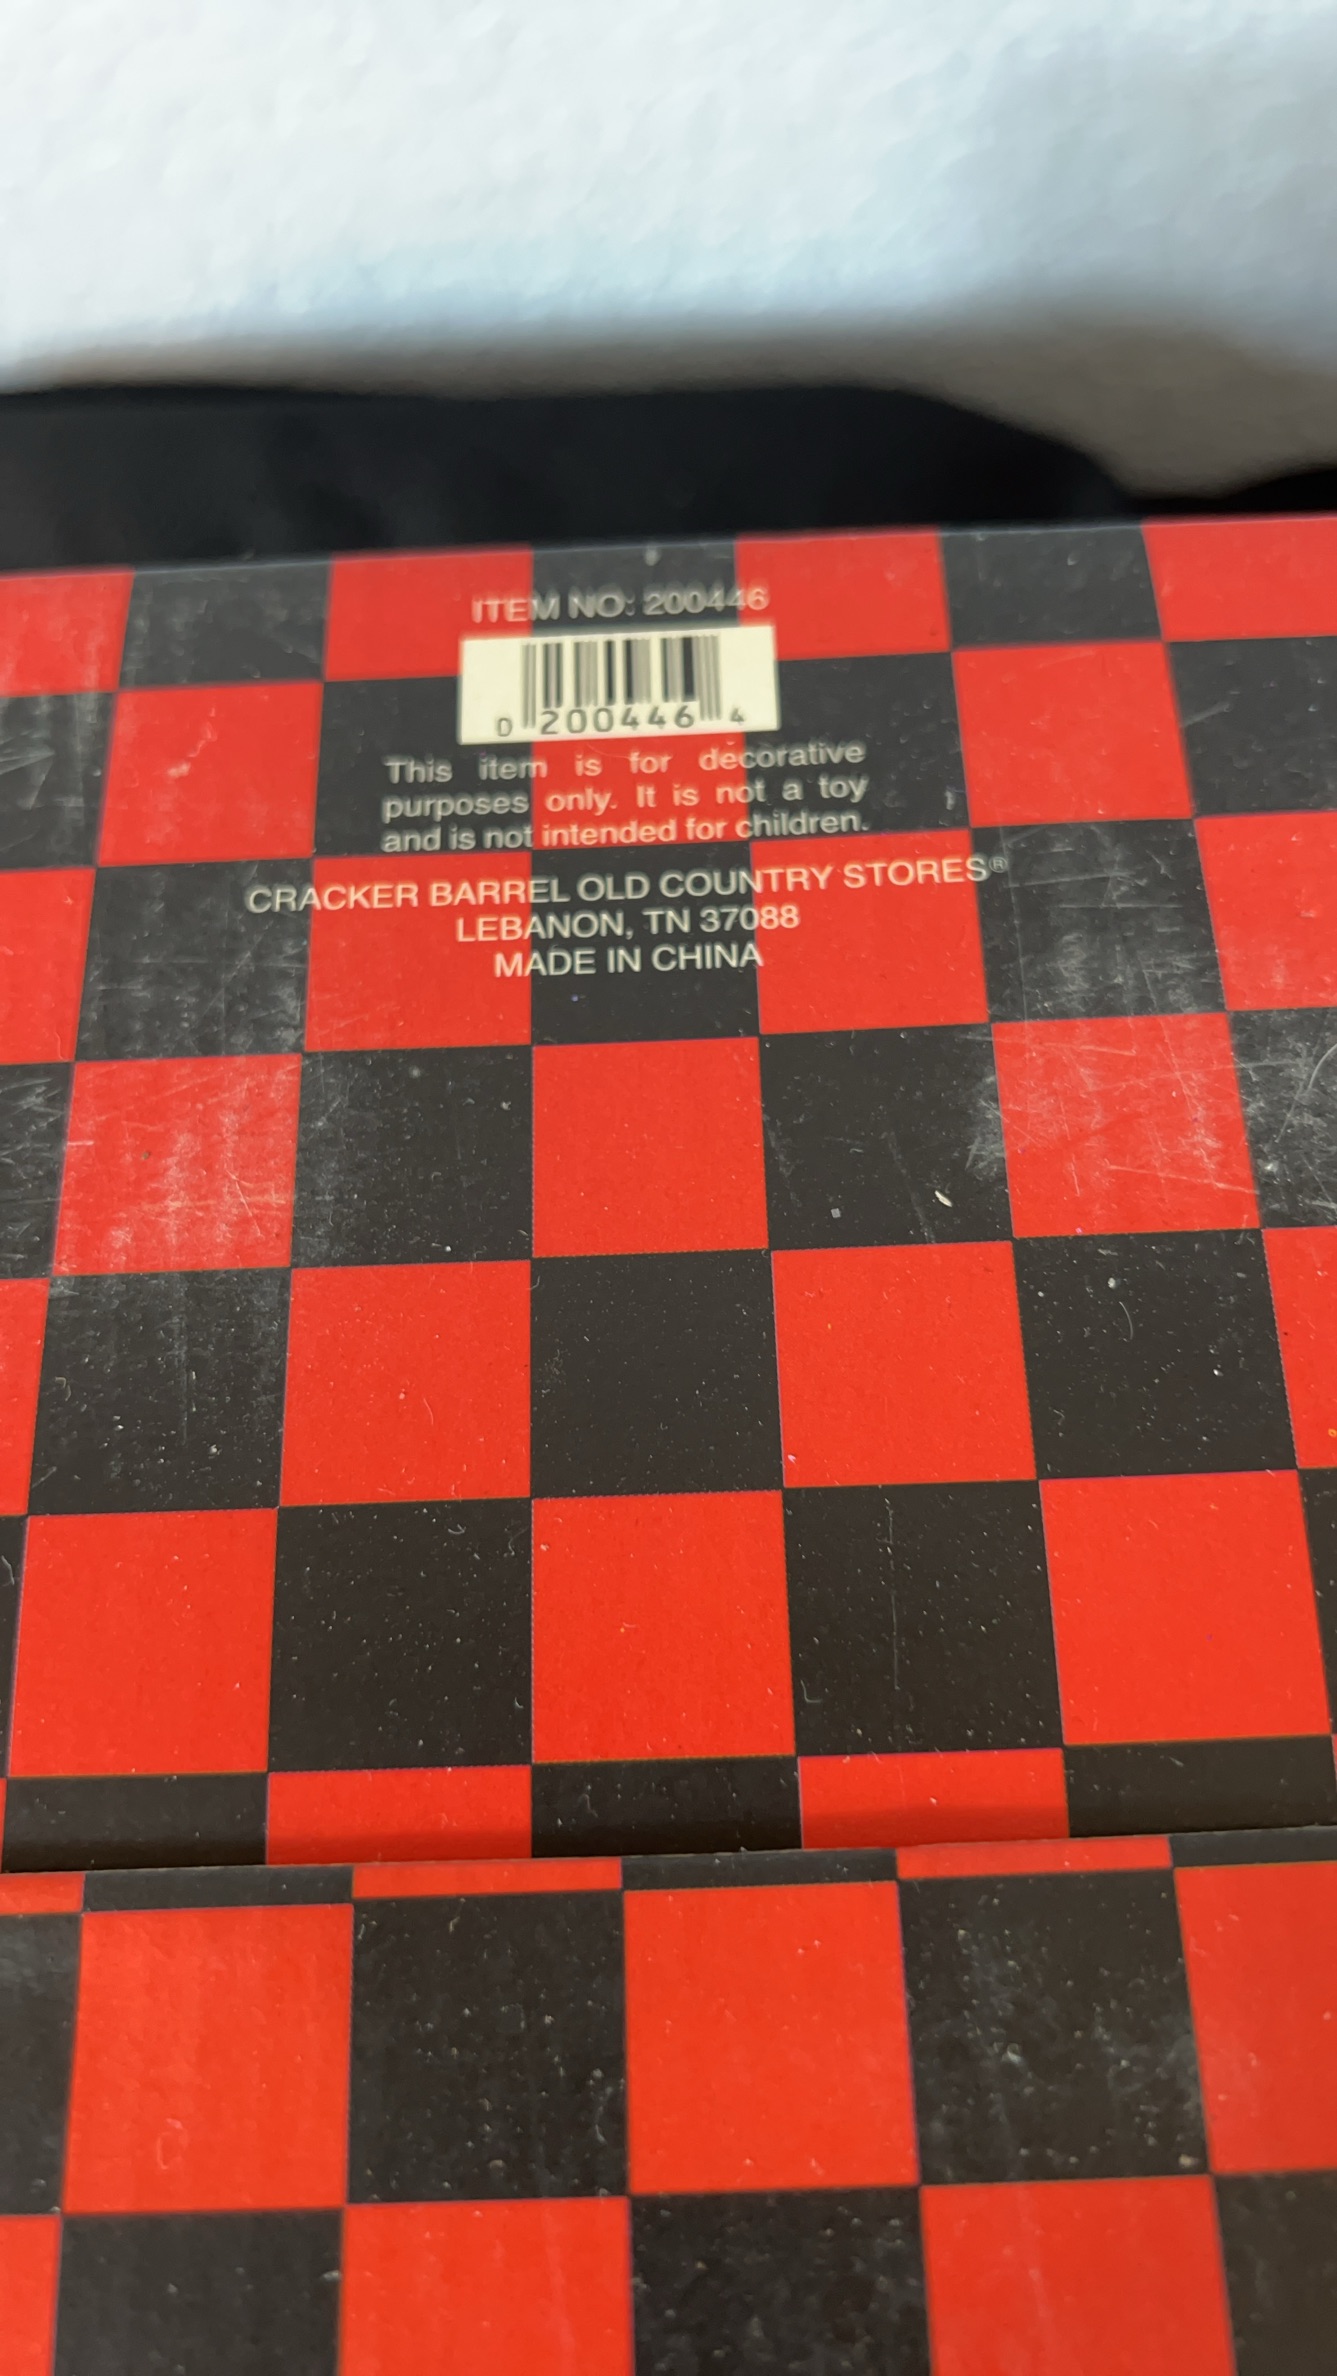 ITEM NO: 200446
0 200446 4
This item is for decorative
purposes only. It is not a toy
and is not intended for children.
CRACKER BARREL OLD COUNTRY STORES®
LEBANON, TN 37088
MADE IN CHINA